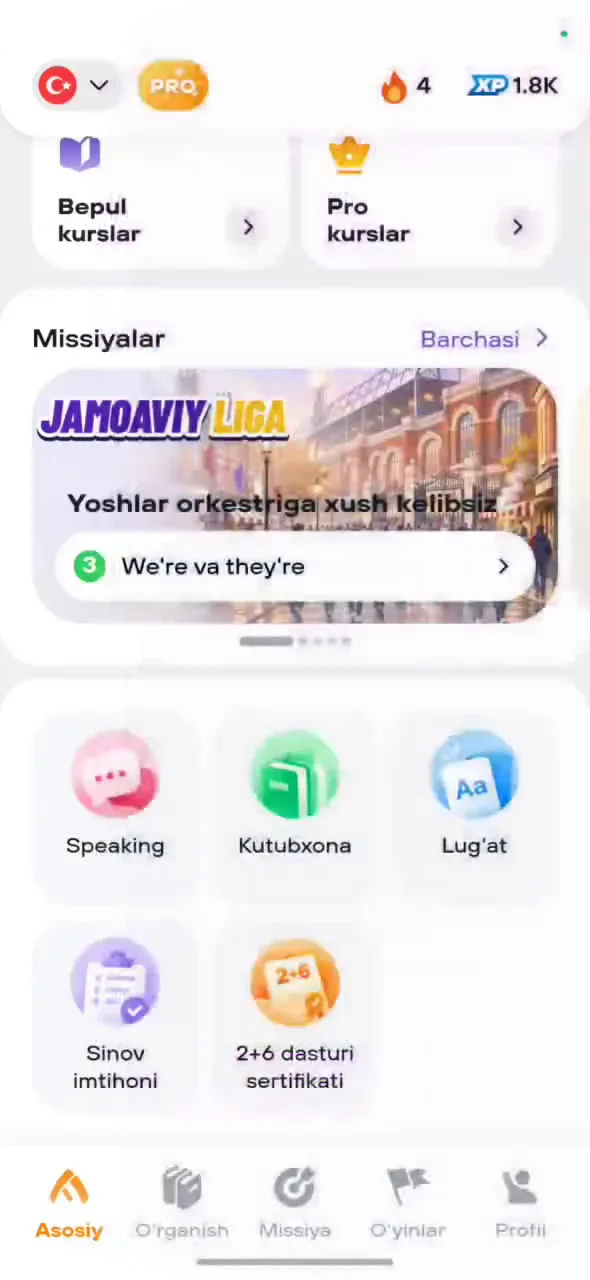 PRO
4
XP 1.8K
Bepul
kurslar
Pro
kurslar
Missiyalar
Barchasi
JAMOAVIY LIGA
Yoshlar orkestriga xush kelibsiz
3 We're va they're
Speaking
Kutubxona
Aa
Lug'at
Sinov
imtihoni
2+6
2+6 dasturi
sertifikati
Asosiy
O'rganish
Missiya
O'yinlar
Profil